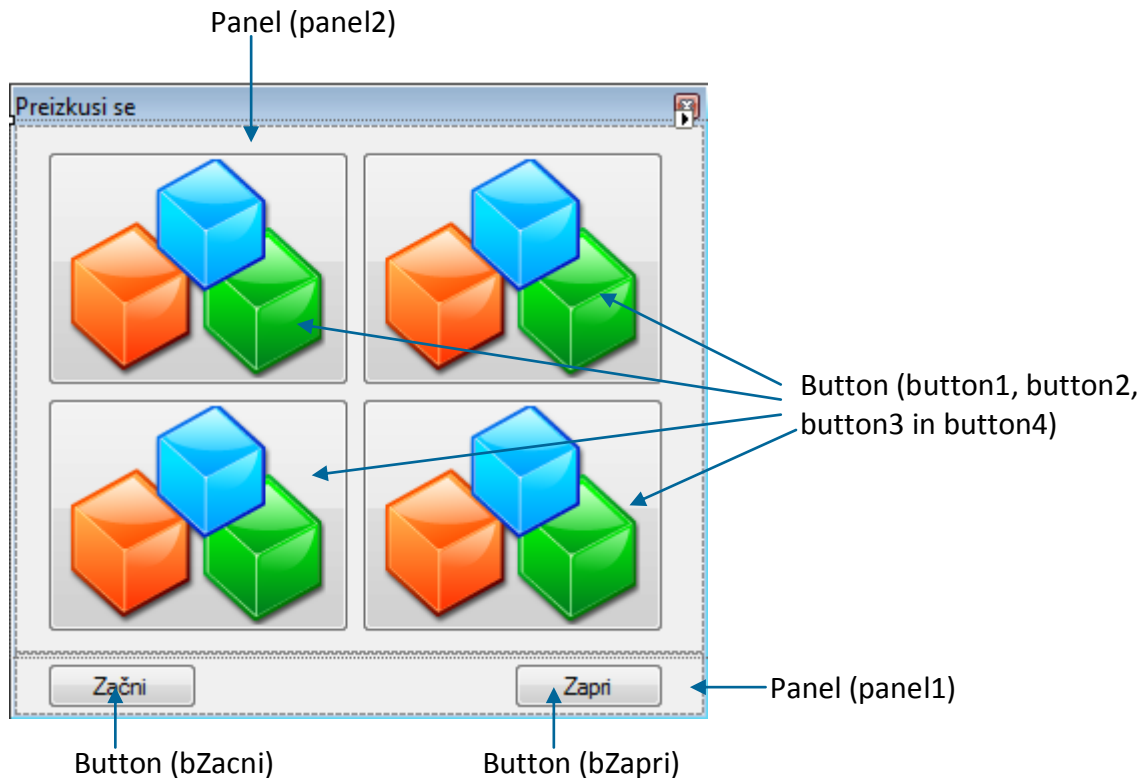 Panel (panel2)
Preizkusi se
Button (button1, button2,
button3 in button4)
Začni
Zapri
Panel (panel1)
Button (bZacni)
Button (bZapri)